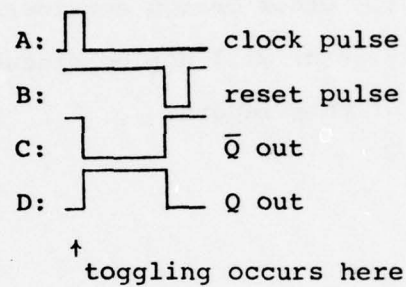 A: clock pulse
B: reset pulse
C: Q̅ out
D: Q out
↑
toggling occurs here